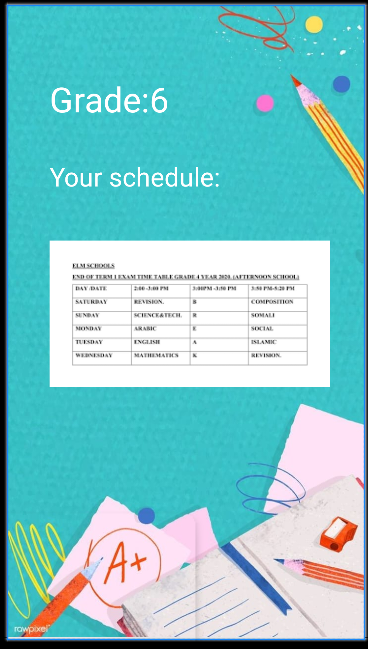 Grade:6
Your schedule:
ELM SCHOOLS
END OF TERM 1 EXAM TIME TABLE GRADE 4 YEAR 2020. (AFTERNOON SCHOOL)
DAY /DATE 2:00 -3:00 PM 3:00PM -3:50 PM 3:50 PM-5:20 PM
SATURDAY REVISION. B COMPOSITION
SUNDAY SCIENCE&TECH. R SOMALI
MONDAY ARABIC E SOCIAL
TUESDAY ENGLISH A ISLAMIC
WEDNESDAY MATHEMATICS K REVISION.
A+
rawpixel